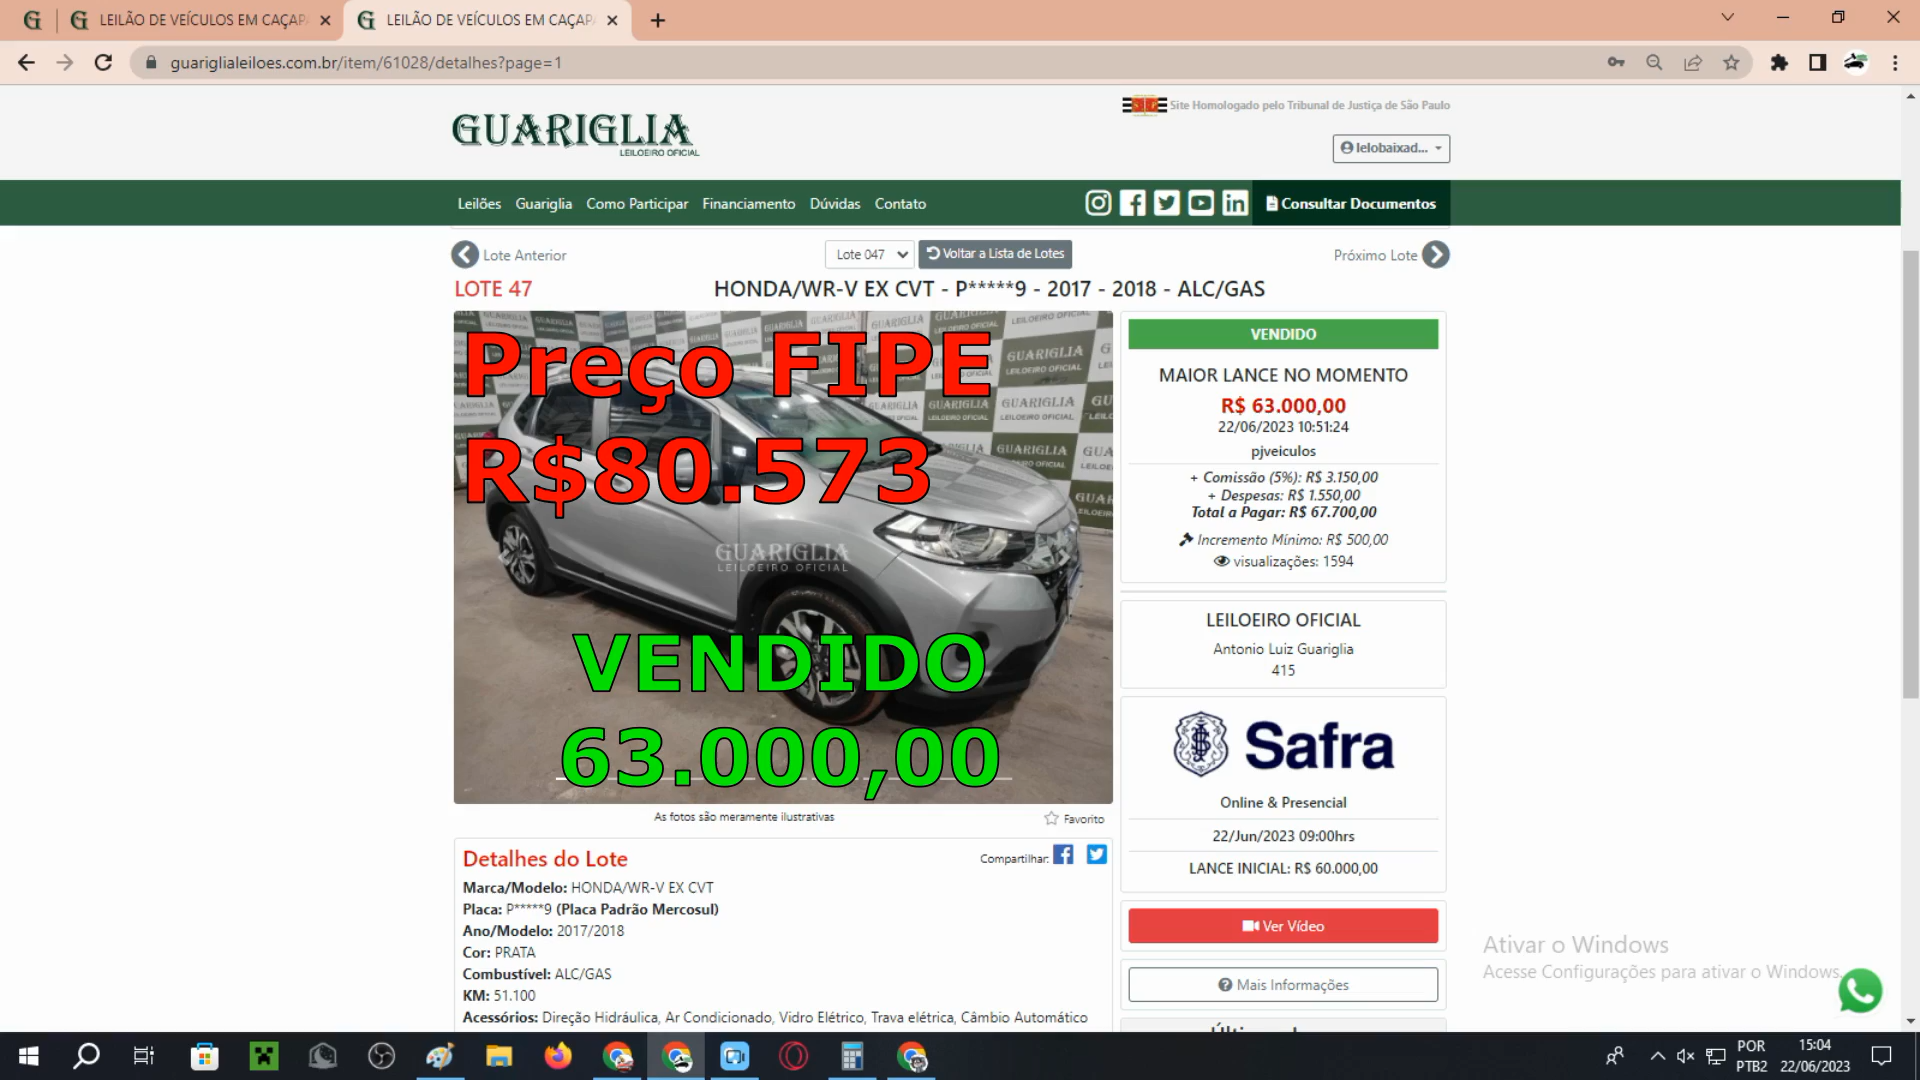 LEILÃO DE VEÍCULOS EM CAÇAPA
LEILÃO DE VEÍCULOS EM CAÇAPA
guariglialeiloes.com.br/item/61028/detalhes?page=1
GUARIGLIA
LEILOEIRO OFICIAL
Site Homologado pelo Tribunal de Justiça de São Paulo
lelobaixad...
Leilões Guariglia Como Participar Financiamento Dúvidas Contato
Consultar Documentos
Lote Anterior
Lote 047
Voltar a Lista de Lotes
Próximo Lote
LOTE 47
HONDA/WR-V EX CVT - P*****9 - 2017 - 2018 - ALC/GAS
Preço FIPE
R$80.573
GUARIGLIA
LEILOEIRO OFICIAL
VENDIDO
63.000,00
As fotos são meramente ilustrativas
Favorito
VENDIDO
MAIOR LANCE NO MOMENTO
R$ 63.000,00
22/06/2023 10:51:24
pjveiculos
+ Comissão (5%): R$ 3.150,00
+ Despesas: R$ 1.550,00
Total a Pagar: R$ 67.700,00
Incremento Mínimo: R$ 500,00
visualizações: 1594
LEILOEIRO OFICIAL
Antonio Luiz Guariglia
415
Safra
Online & Presencial
22/Jun/2023 09:00hrs
LANCE INICIAL: R$ 60.000,00
Ver Vídeo
Mais Informações
Detalhes do Lote
Compartilhar:
Marca/Modelo: HONDA/WR-V EX CVT
Placa: P*****9 (Placa Padrão Mercosul)
Ano/Modelo: 2017/2018
Cor: PRATA
Combustível: ALC/GAS
KM: 51.100
Acessórios: Direção Hidráulica, Ar Condicionado, Vidro Elétrico, Trava elétrica, Câmbio Automático
Ativar o Windows
Acesse Configurações para ativar o Windows.
POR
PTB2
15:04
22/06/2023